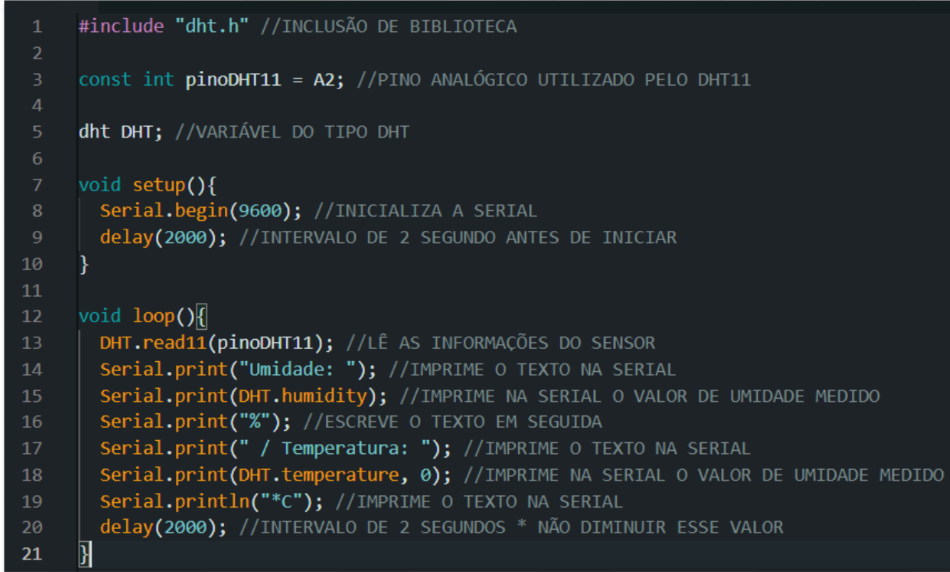 1 #include "dht.h" //INCLUSÃO DE BIBLIOTECA
2
3 const int pinoDHT11 = A2; //PINO ANALÓGICO UTILIZADO PELO DHT11
4
5 dht DHT; //VARIÁVEL DO TIPO DHT
6
7 void setup(){
8 Serial.begin(9600); //INICIALIZA A SERIAL
9 delay(2000); //INTERVALO DE 2 SEGUNDO ANTES DE INICIAR
10 }
11
12 void loop(){
13 DHT.read11(pinoDHT11); //LÊ AS INFORMAÇÕES DO SENSOR
14 Serial.print("Umidade: "); //IMPRIME O TEXTO NA SERIAL
15 Serial.print(DHT.humidity); //IMPRIME NA SERIAL O VALOR DE UMIDADE MEDIDO
16 Serial.print("%"); //ESCREVE O TEXTO EM SEGUIDA
17 Serial.print(" / Temperatura: "); //IMPRIME O TEXTO NA SERIAL
18 Serial.print(DHT.temperature, 0); //IMPRIME NA SERIAL O VALOR DE UMIDADE MEDIDO
19 Serial.println("*C"); //IMPRIME O TEXTO NA SERIAL
20 delay(2000); //INTERVALO DE 2 SEGUNDOS * NÃO DIMINUIR ESSE VALOR
21 }